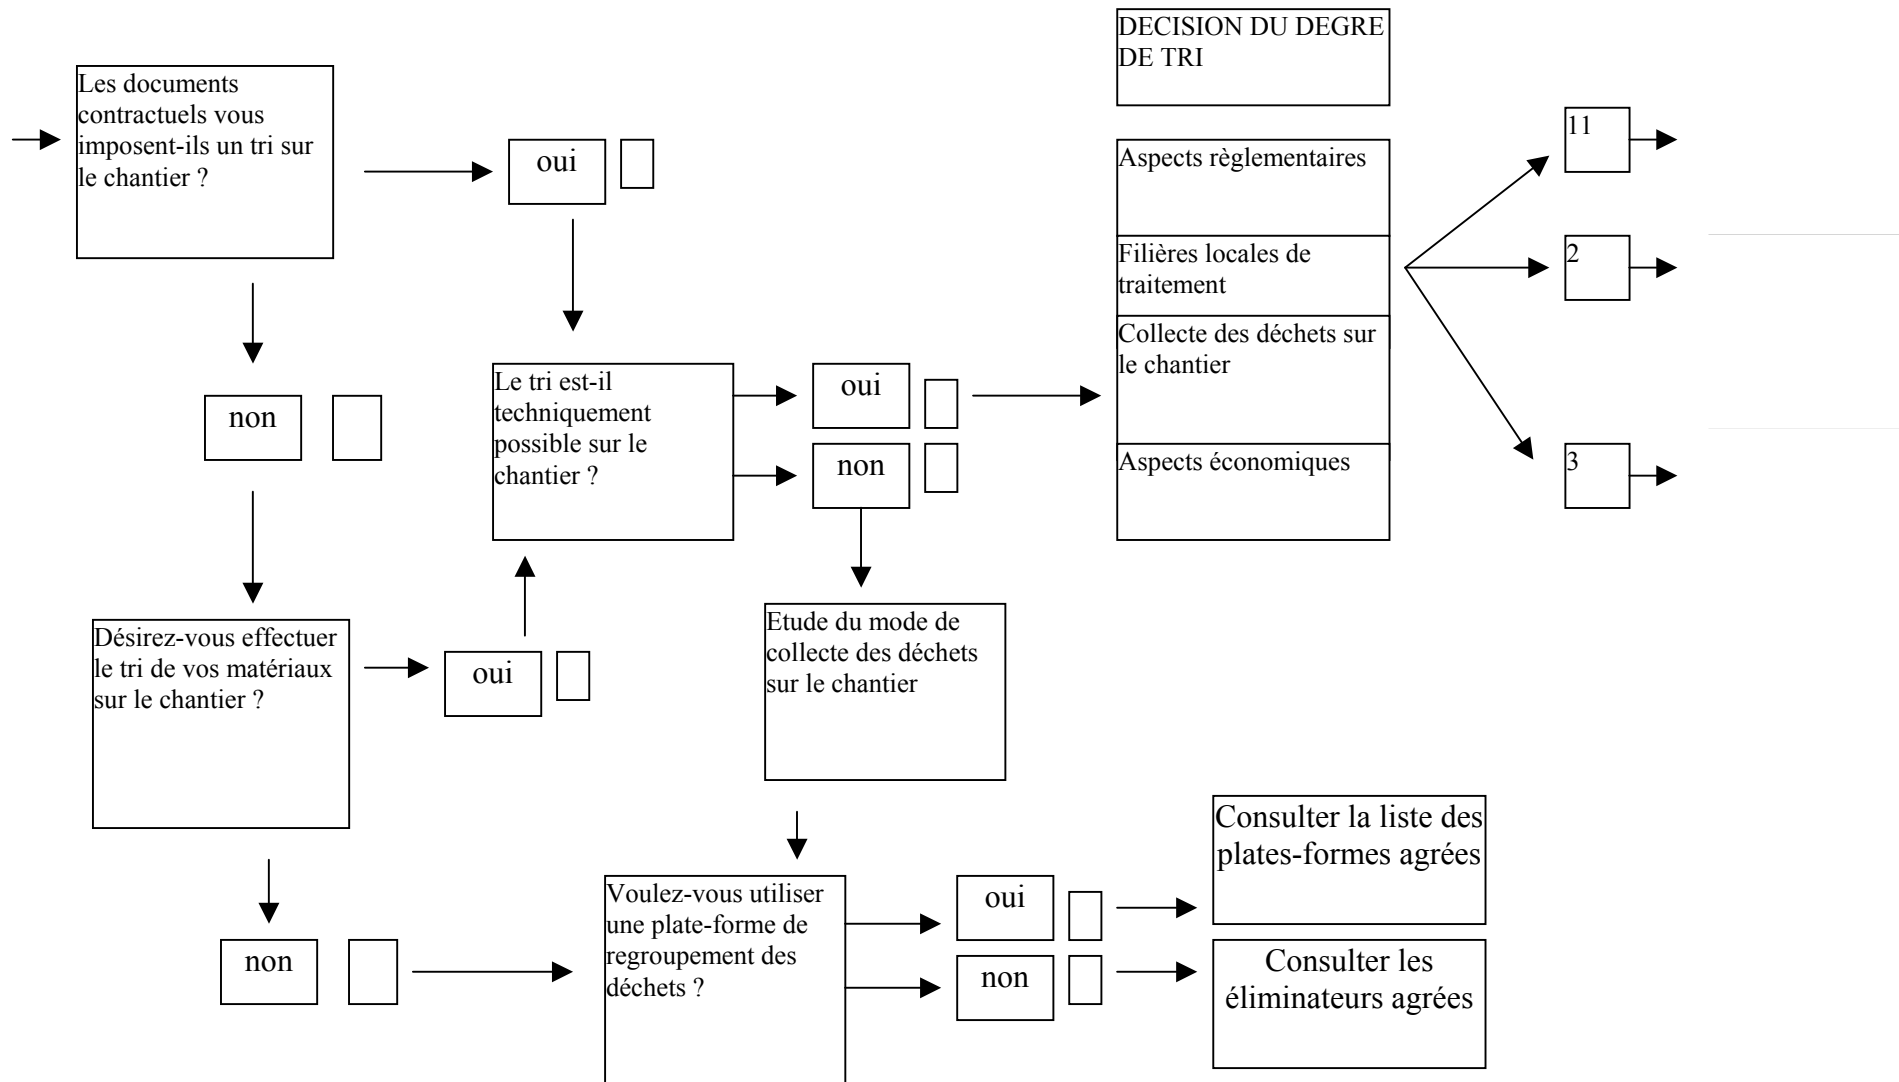 DECISION DU DEGRE
DE TRI
Les documents
contractuels vous
imposent-ils un tri sur
le chantier ?
oui
Aspects règlementaires
11
Filières locales de
traitement
2
Collecte des déchets sur
le chantier
Aspects économiques
3
non
Le tri est-il
techniquement
possible sur le
chantier ?
oui
non
Désirez-vous effectuer
le tri de vos matériaux
sur le chantier ?
oui
Etude du mode de
collecte des déchets
sur le chantier
non
Voulez-vous utiliser
une plate-forme de
regroupement des
déchets ?
oui
non
Consulter la liste des
plates-formes agrées
Consulter les
éliminateurs agrées